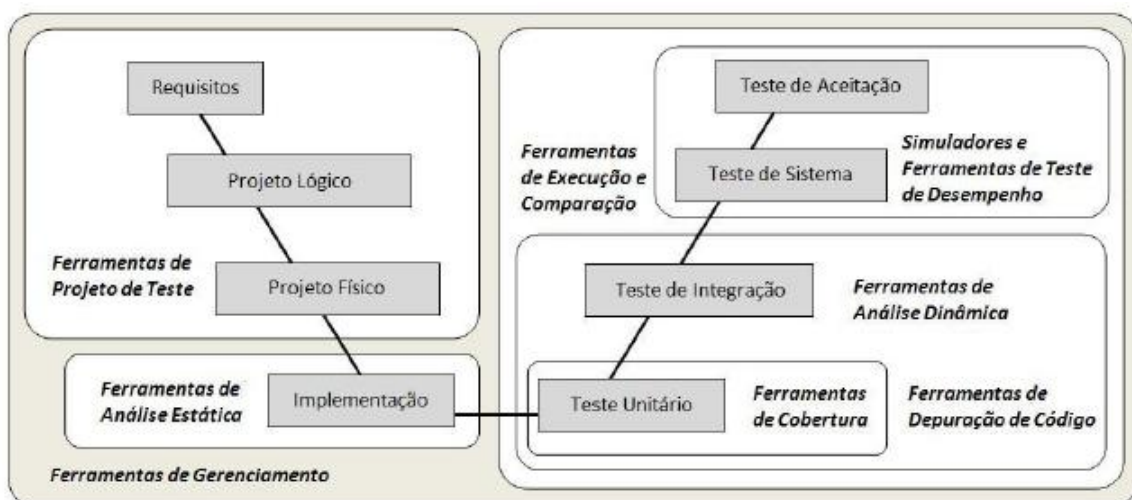 Requisitos
Projeto Lógico
Ferramentas de
Projeto de Teste
Projeto Físico
Ferramentas de
Análise Estática
Implementação
Ferramentas de Gerenciamento
Teste de Aceitação
Ferramentas
de Execução e
Comparação
Teste de Sistema
Simuladores e
Ferramentas de Teste
de Desempenho
Teste de Integração
Ferramentas de
Análise Dinâmica
Teste Unitário
Ferramentas
de Cobertura
Ferramentas de
Depuração de Código